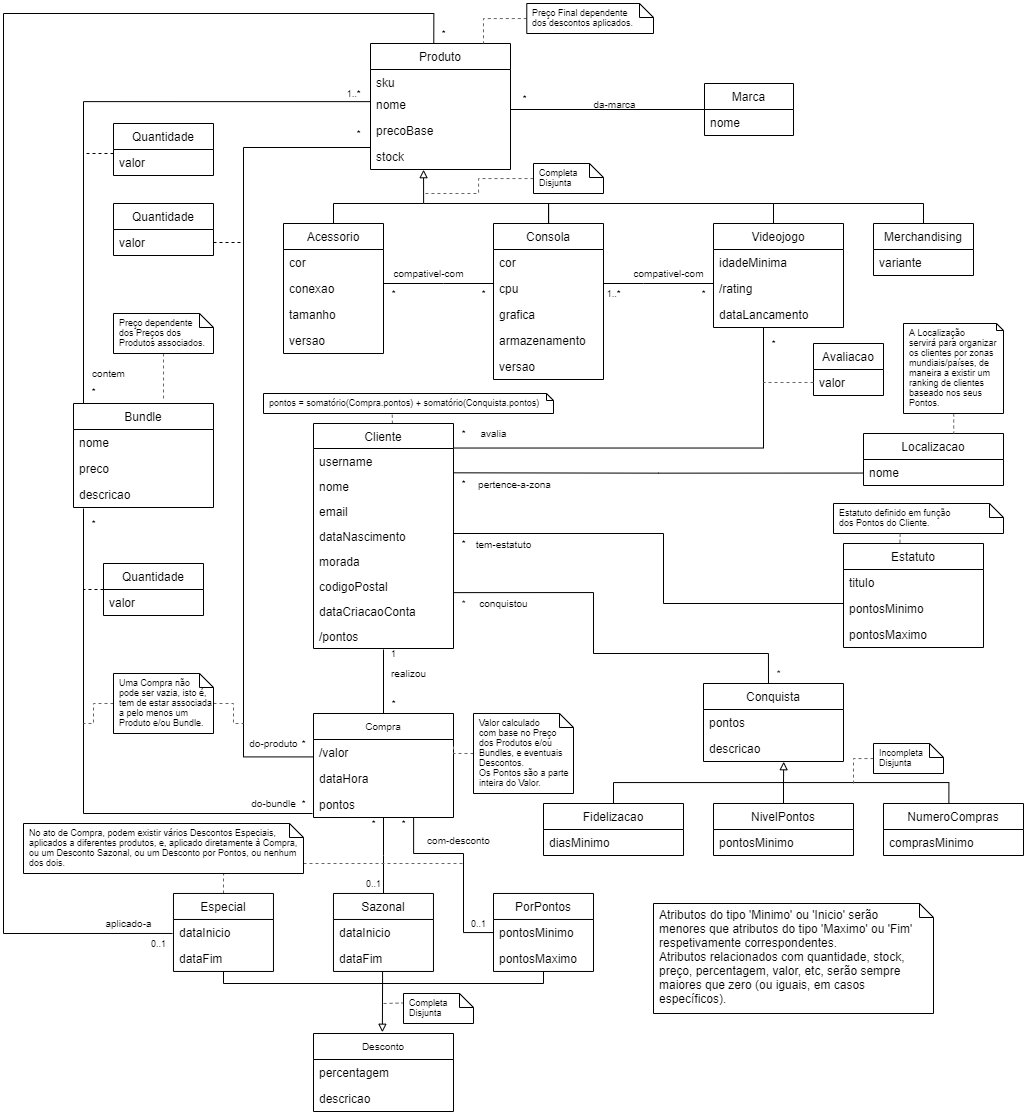 Preço Final dependente
dos descontos aplicados.
*
Produto
sku
nome
precoBase
stock
1..*
*
*
da-marca
Marca
nome
Quantidade
valor
Quantidade
valor
Completa
Disjunta
Acessorio
cor
conexao
tamanho
versao
compativel-com
*
*
Consola
cor
cpu
grafica
armazenamento
versao
compativel-com
1..*
*
Videojogo
idadeMinima
/rating
dataLancamento
Merchandising
variante
*
Avaliacao
valor
A Localização
servirá para organizar
os clientes por zonas
mundiais/países, de
maneira a existir um
ranking de clientes
baseado nos seus
Pontos.
Preço dependente
dos Preços dos
Produtos associados.
contem
*
Bundle
nome
preco
descricao
*
pontos = somatório(Compra.pontos) + somatório(Conquista.pontos)
Cliente
username
nome
email
dataNascimento
morada
codigoPostal
dataCriacaoConta
/pontos
*
avalia
*
pertence-a-zona
Localizacao
nome
*
tem-estatuto
Estatuto definido em função
dos Pontos do Cliente.
Estatuto
titulo
pontosMinimo
pontosMaximo
*
conquistou
*
Quantidade
valor
1
realizou
*
Uma Compra não
pode ser vazia, isto é,
tem de estar associada
a pelo menos um
Produto e/ou Bundle.
do-produto
*
do-bundle
*
Compra
/valor
dataHora
pontos
Valor calculado
com base no Preço
dos Produtos e/ou
Bundles, e eventuais
Descontos.
Os Pontos são a parte
inteira do Valor.
Conquista
pontos
descricao
Incompleta
Disjunta
Fidelizacao
diasMinimo
NivelPontos
pontosMinimo
NumeroCompras
comprasMinimo
No ato de Compra, podem existir vários Descontos Especiais,
aplicados a diferentes produtos, e, aplicado diretamente á Compra,
ou um Desconto Sazonal, ou um Desconto por Pontos, ou nenhum
dos dois.
*
*
com-desconto
0..1
0..1
aplicado-a
0..1
Especial
dataInicio
dataFim
Sazonal
dataInicio
dataFim
PorPontos
pontosMinimo
pontosMaximo
Atributos do tipo 'Minimo' ou 'Inicio' serão
menores que atributos do tipo 'Maximo' ou 'Fim'
respetivamente correspondentes.
Atributos relacionados com quantidade, stock,
preço, percentagem, valor, etc, serão sempre
maiores que zero (ou iguais, em casos
específicos).
Completa
Disjunta
Desconto
percentagem
descricao